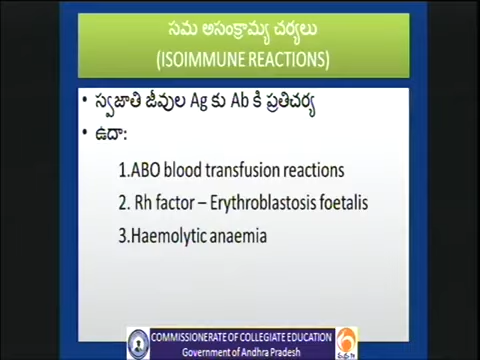 సమ అసంక్రామ్య చర్యలు
(ISOIMMUNE REACTIONS)
• స్వజాతి జీవుల Ag కు Ab కి ప్రతిచర్య
• ఉదా:
1.ABO blood transfusion reactions
2. Rh factor – Erythroblastosis foetalis
3.Haemolytic anaemia
COMMISSIONERATE OF COLLEGIATE EDUCATION
Government of Andhra Pradesh